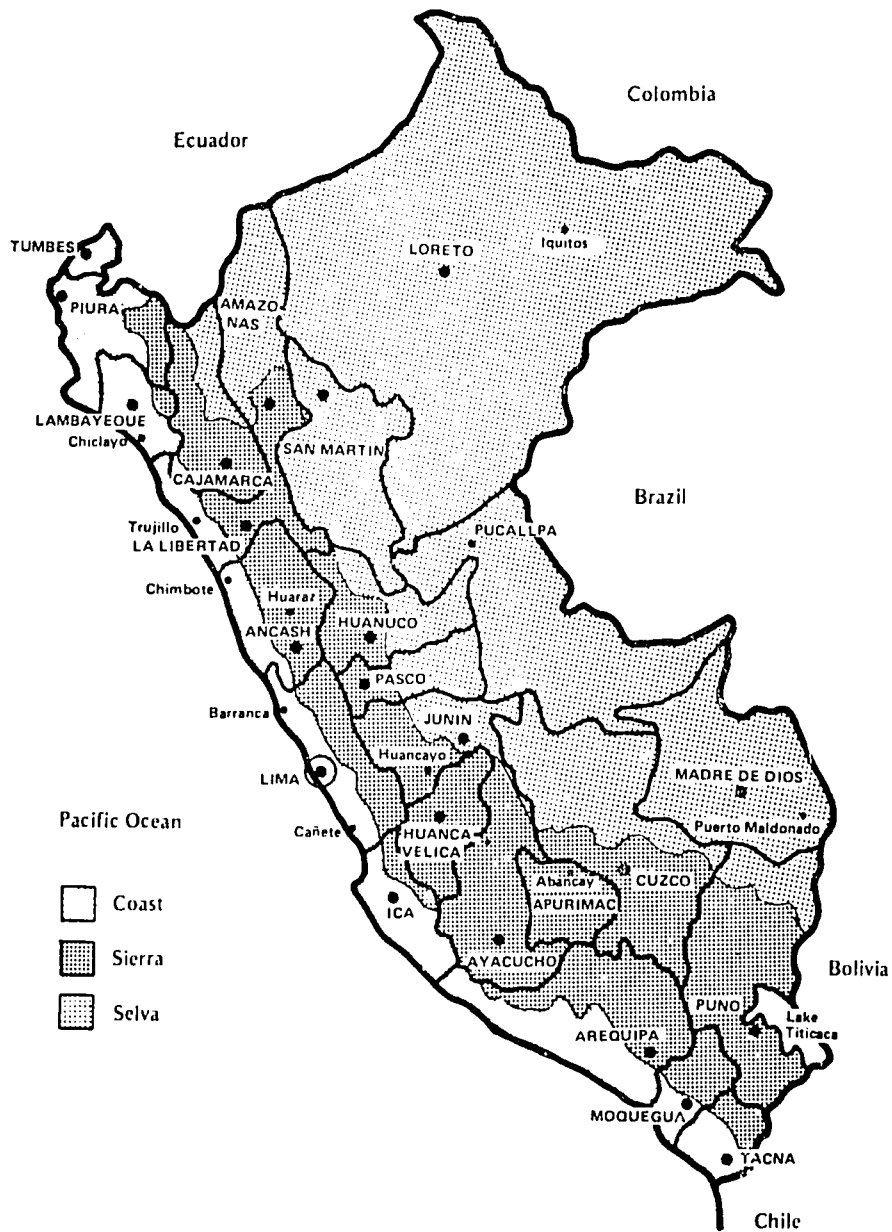 Colombia
Ecuador
TUMBES
LORETO
Iquitos
PIURA
AMAZO
NAS
LAMBAYEQUE
Chiclayo
SAN MARTIN
CAJAMARCA
Brazil
Trujillo
LA LIBERTAD
PUCALLPA
Chimbote
Huaraz
ANCASH
HUANUCO
PASCO
Barranca
JUNIN
Huancayo
LIMA
MADRE DE DIOS
Puerto Maldonado
Pacific Ocean
Cañete
HUANCA
VELICA
Abancay
CUZCO
APURIMAC
Coast
ICA
Sierra
AYACUCHO
Bolivia
Selva
PUNO
Lake
Titicaca
AREQUIPA
MOQUEGUA
TACNA
Chile